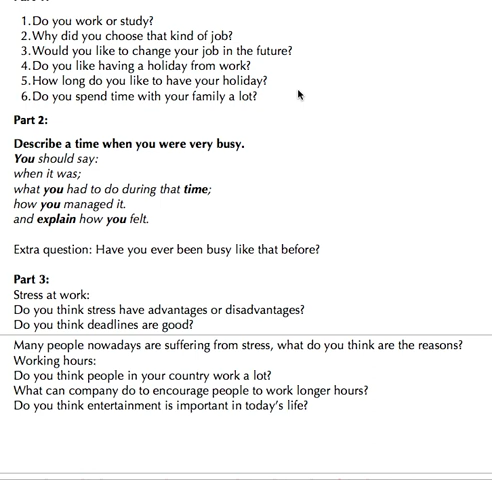 1.Do you work or study?
2.Why did you choose that kind of job?
3.Would you like to change your job in the future?
4.Do you like having a holiday from work?
5.How long do you like to have your holiday?
6.Do you spend time with your family a lot?
Part 2:
Describe a time when you were very busy.
You should say:
when it was;
what you had to do during that time;
how you managed it.
and explain how you felt.
Extra question: Have you ever been busy like that before?
Part 3:
Stress at work:
Do you think stress have advantages or disadvantages?
Do you think deadlines are good?
Many people nowadays are suffering from stress, what do you think are the reasons?
Working hours:
Do you think people in your country work a lot?
What can company do to encourage people to work longer hours?
Do you think entertainment is important in today's life?